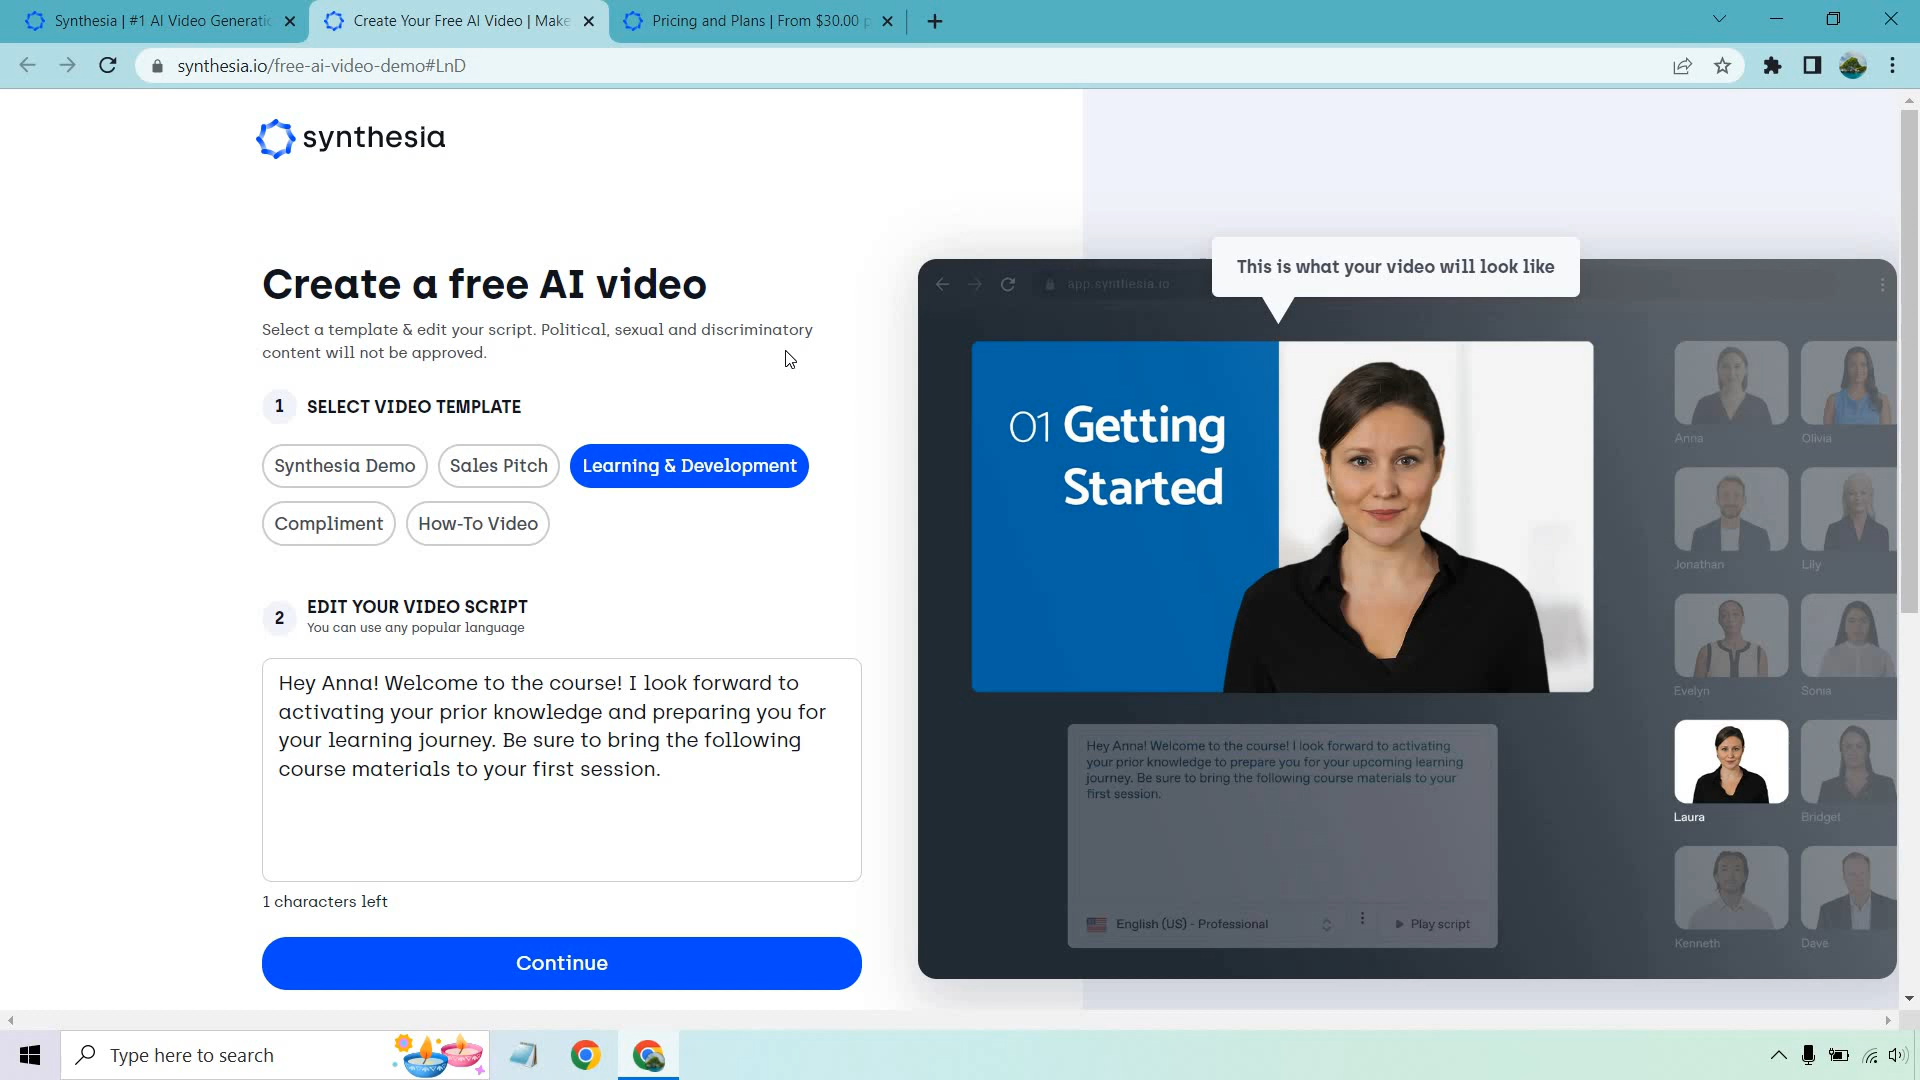 Synthesia | #1 AI Video Generatio
Create Your Free AI Video | Make
Pricing and Plans | From $30.00 p
synthesia.io/free-ai-video-demo#LnD
synthesia
Create a free AI video
Select a template & edit your script. Political, sexual and discriminatory
content will not be approved.
1 SELECT VIDEO TEMPLATE
Synthesia Demo
Sales Pitch
Learning & Development
Compliment
How-To Video
2 EDIT YOUR VIDEO SCRIPT
You can use any popular language
Hey Anna! Welcome to the course! I look forward to
activating your prior knowledge and preparing you for
your learning journey. Be sure to bring the following
course materials to your first session.
1 characters left
Continue
This is what your video will look like
app.synthesia.io
01 Getting
Started
Hey Anna! Welcome to the course! I look forward to activating
your prior knowledge to prepare you for your upcoming learning
journey. Be sure to bring the following course materials to your
first session.
English (US) - Professional
Play script
Anna
Olivia
Jonathan
Lily
Evelyn
Sonia
Laura
Bridget
Kenneth
Dave
Type here to search